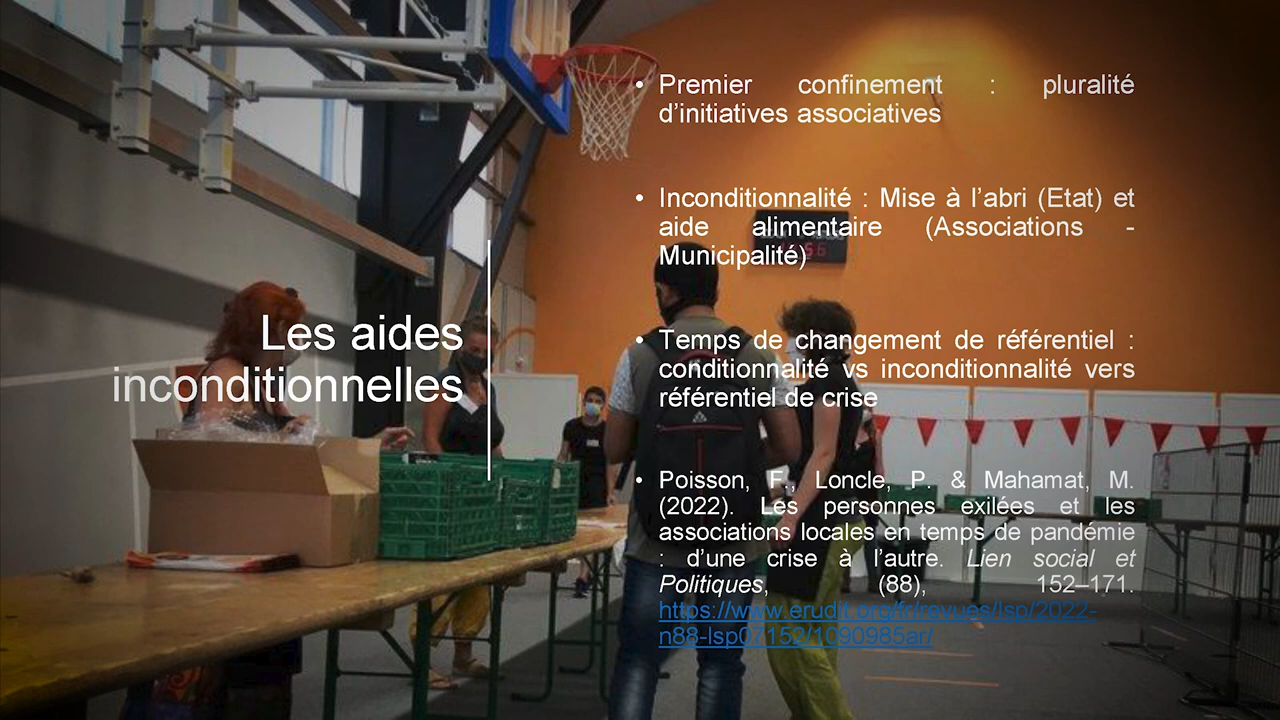 Les aides
inconditionnelles
• Premier confinement : pluralité
d’initiatives associatives
• Inconditionnalité : Mise à l’abri (Etat) et
aide alimentaire (Associations -
Municipalité)
• Temps de changement de référentiel :
conditionnalité vs inconditionnalité vers
référentiel de crise
• Poisson, F., Loncle, P. & Mahamat, M.
(2022). Les personnes exilées et les
associations locales en temps de pandémie
: d’une crise à l’autre. Lien social et
Politiques, (88), 152–171.
https://www.erudit.org/fr/revues/lsp/2022-
n88-lsp07152/1090985ar/